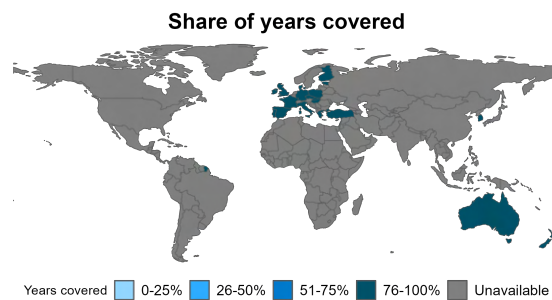 Share of years covered
Years covered 0-25% 26-50% 51-75% 76-100% Unavailable